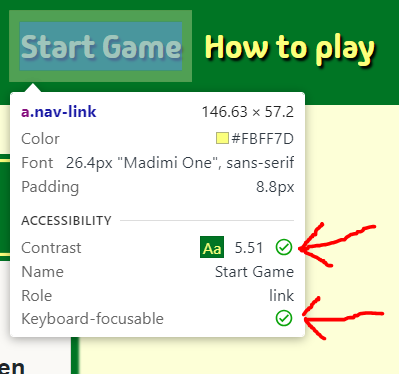 Start Game How to play
a.nav-link 146.63 × 57.2
Color #FBFF7D
Font 26.4px "Madimi One", sans-serif
Padding 8.8px
ACCESSIBILITY
Contrast Aa 5.51
Name Start Game
Role link
Keyboard-focusable
en